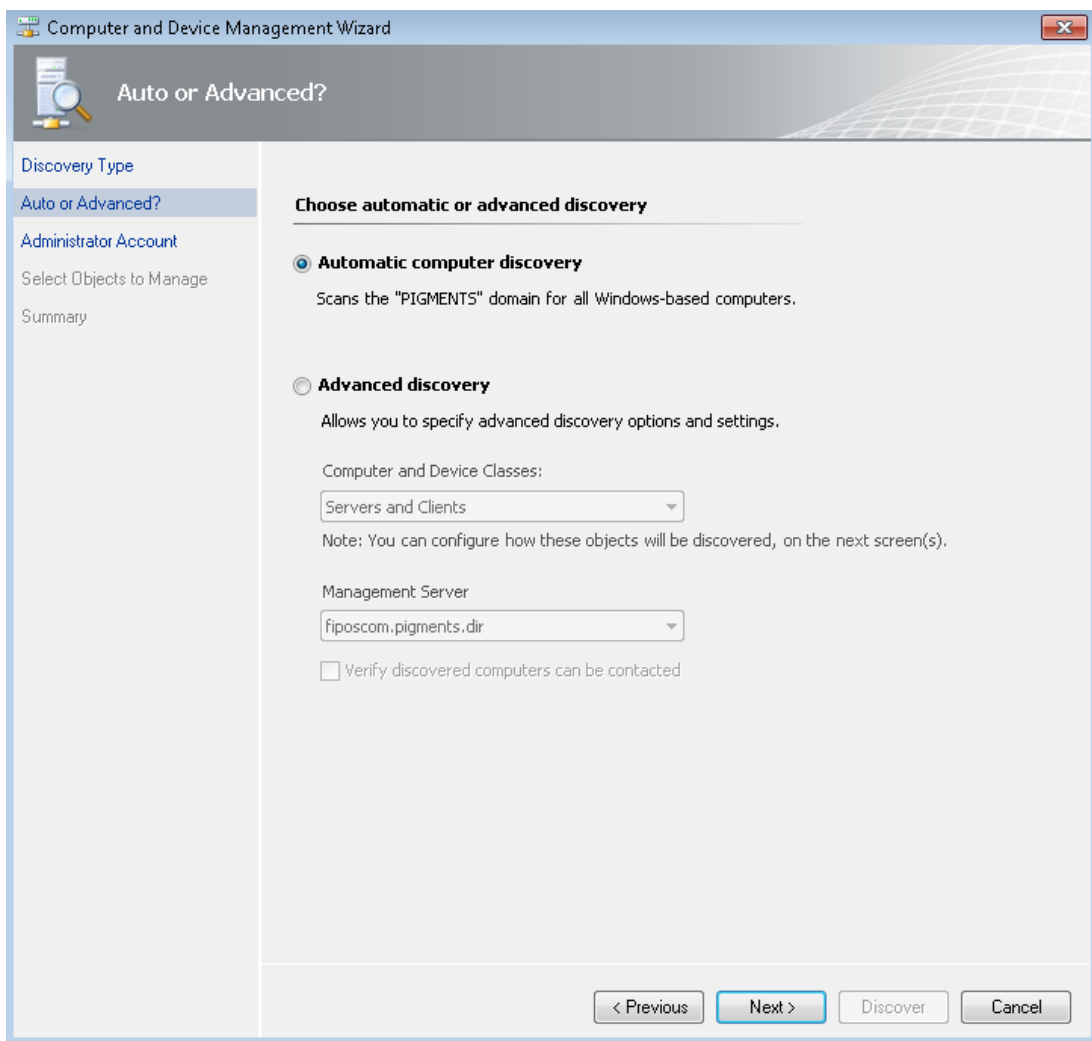 Computer and Device Management Wizard
Auto or Advanced?
Discovery Type
Auto or Advanced?
Administrator Account
Select Objects to Manage
Summary
Choose automatic or advanced discovery
Automatic computer discovery
Scans the "PIGMENTS" domain for all Windows-based computers.
Advanced discovery
Allows you to specify advanced discovery options and settings.
Computer and Device Classes:
Servers and Clients
Note: You can configure how these objects will be discovered, on the next screen(s).
Management Server
fiposcom.pigments.dir
Verify discovered computers can be contacted
< Previous
Next >
Discover
Cancel